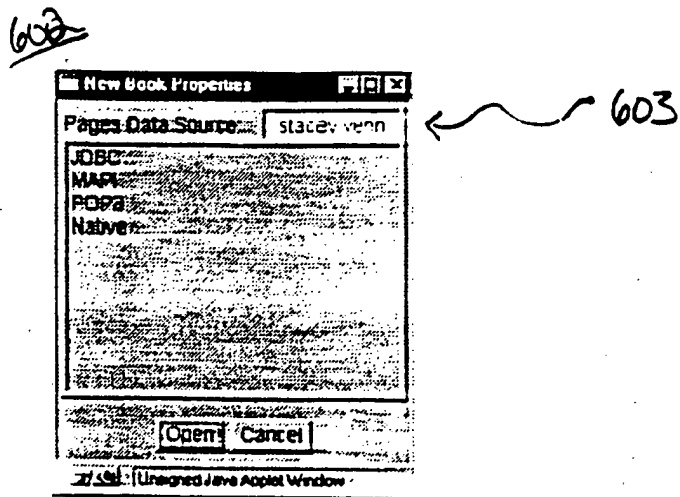 602
New Book Properties
603
Pages Data Source stacey venn
JDBC
MAPI
POP3
Native
Open Cancel
Unsigned Java Applet Window